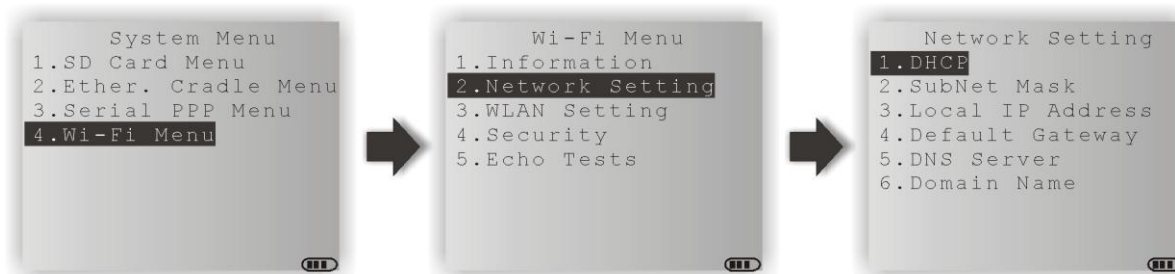 System Menu
1.SD Card Menu
2.Ether. Cradle Menu
3.Serial PPP Menu
4.Wi-Fi Menu
Wi-Fi Menu
1.Information
2.Network Setting
3.WLAN Setting
4.Security
5.Echo Tests
Network Setting
1.DHCP
2.SubNet Mask
3.Local IP Address
4.Default Gateway
5.DNS Server
6.Domain Name